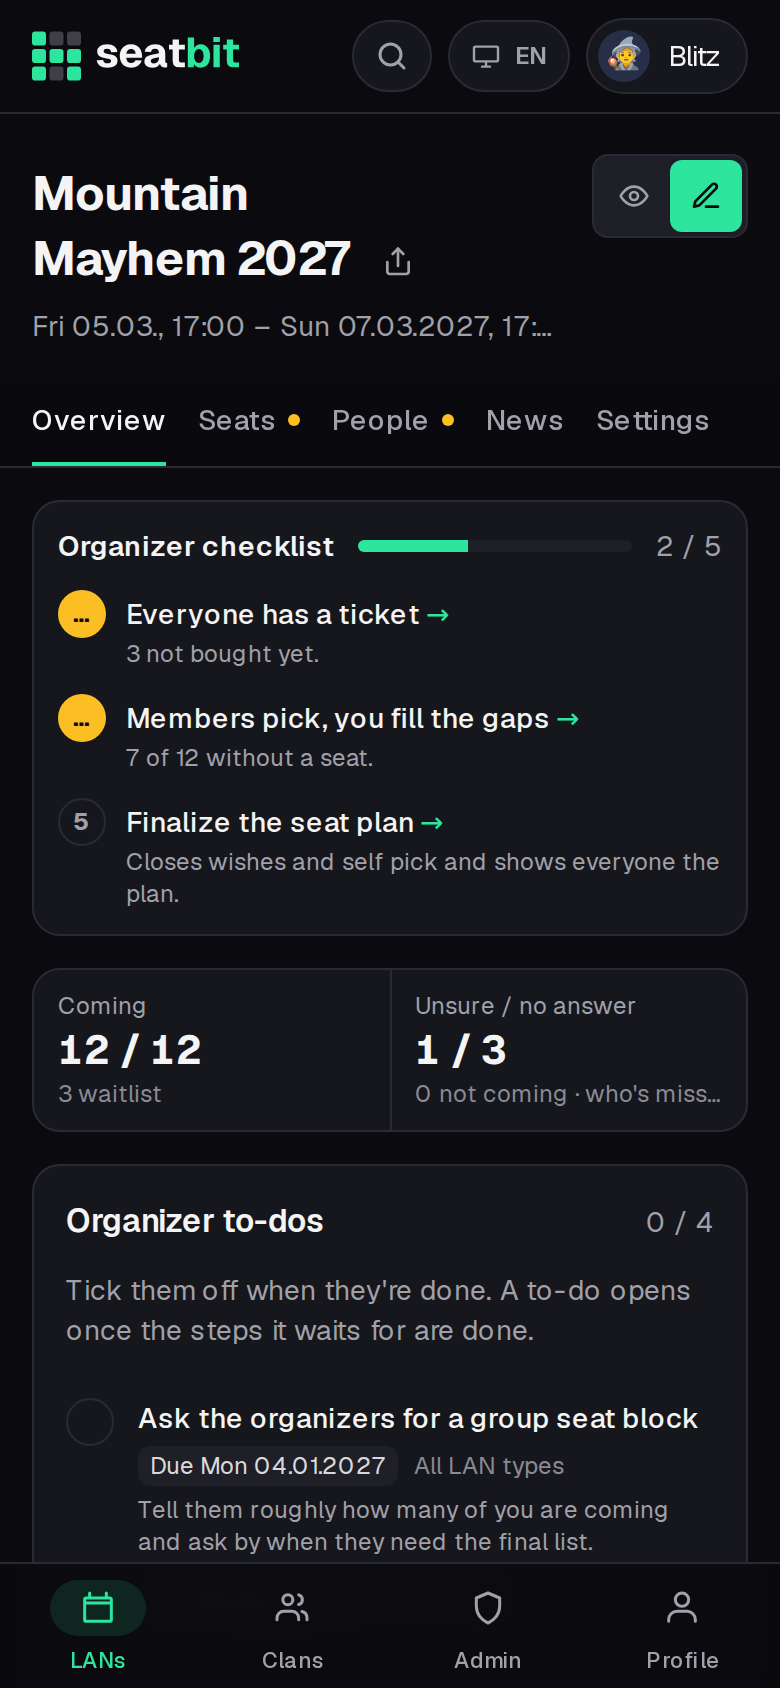 seatbit
EN
Blitz
Mountain
Mayhem 2027
Fri 05.03., 17:00 – Sun 07.03.2027, 17:...
Overview
Seats
People
News
Settings
Organizer checklist
2 / 5
... Everyone has a ticket →
3 not bought yet.
... Members pick, you fill the gaps →
7 of 12 without a seat.
5 Finalize the seat plan →
Closes wishes and self pick and shows everyone the
plan.
Coming
12 / 12
3 waitlist
Unsure / no answer
1 / 3
0 not coming · who's miss...
Organizer to-dos
0 / 4
Tick them off when they're done. A to-do opens
once the steps it waits for are done.
Ask the organizers for a group seat block
Due Mon 04.01.2027 All LAN types
Tell them roughly how many of you are coming
and ask by when they need the final list.
LANs
Clans
Admin
Profile